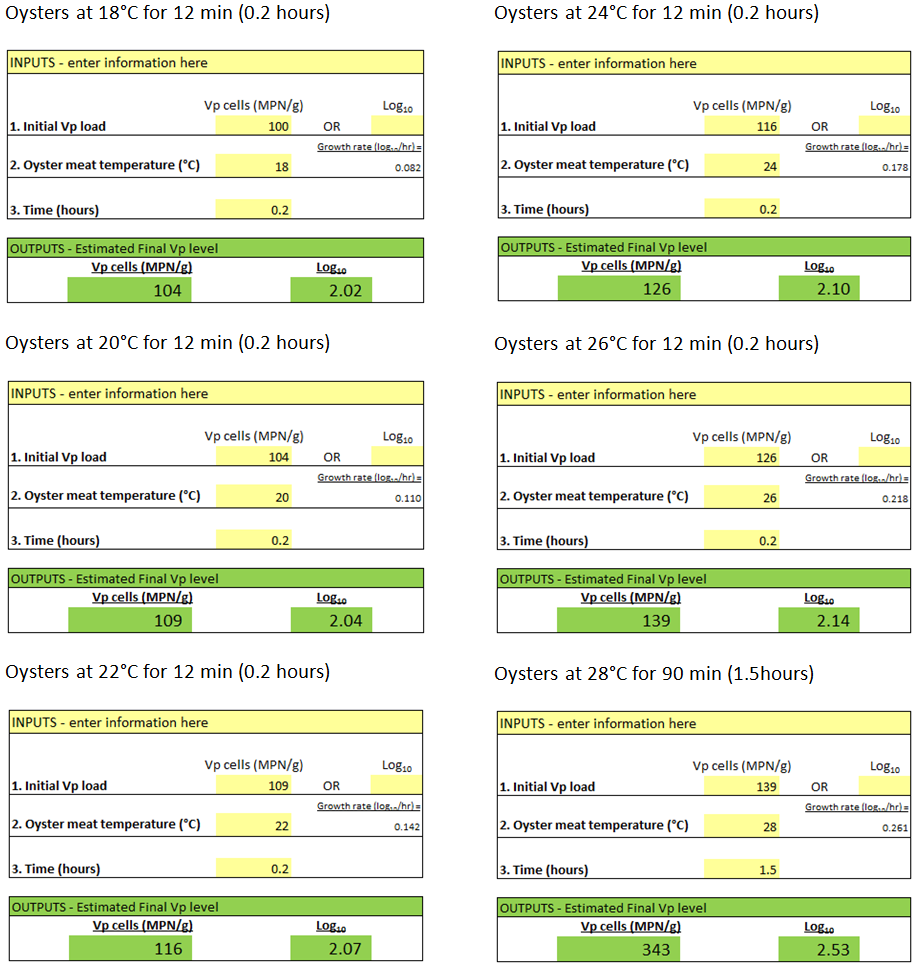 Oysters at 18°C for 12 min (0.2 hours)
INPUTS - enter information here
Vp cells (MPN/g) Log₁₀
1. Initial Vp load 100 OR
Growth rate (log₁₀/hr)=
2. Oyster meat temperature (°C) 18 0.082
3. Time (hours) 0.2
OUTPUTS - Estimated Final Vp level
Vp cells (MPN/g) Log₁₀
104 2.02
Oysters at 20°C for 12 min (0.2 hours)
INPUTS - enter information here
Vp cells (MPN/g) Log₁₀
1. Initial Vp load 104 OR
Growth rate (log₁₀/hr)=
2. Oyster meat temperature (°C) 20 0.110
3. Time (hours) 0.2
OUTPUTS - Estimated Final Vp level
Vp cells (MPN/g) Log₁₀
109 2.04
Oysters at 22°C for 12 min (0.2 hours)
INPUTS - enter information here
Vp cells (MPN/g) Log₁₀
1. Initial Vp load 109 OR
Growth rate (log₁₀/hr)=
2. Oyster meat temperature (°C) 22 0.142
3. Time (hours) 0.2
OUTPUTS - Estimated Final Vp level
Vp cells (MPN/g) Log₁₀
116 2.07
Oysters at 24°C for 12 min (0.2 hours)
INPUTS - enter information here
Vp cells (MPN/g) Log₁₀
1. Initial Vp load 116 OR
Growth rate (log₁₀/hr)=
2. Oyster meat temperature (°C) 24 0.178
3. Time (hours) 0.2
OUTPUTS - Estimated Final Vp level
Vp cells (MPN/g) Log₁₀
126 2.10
Oysters at 26°C for 12 min (0.2 hours)
INPUTS - enter information here
Vp cells (MPN/g) Log₁₀
1. Initial Vp load 126 OR
Growth rate (log₁₀/hr)=
2. Oyster meat temperature (°C) 26 0.218
3. Time (hours) 0.2
OUTPUTS - Estimated Final Vp level
Vp cells (MPN/g) Log₁₀
139 2.14
Oysters at 28°C for 90 min (1.5hours)
INPUTS - enter information here
Vp cells (MPN/g) Log₁₀
1. Initial Vp load 139 OR
Growth rate (log₁₀/hr)=
2. Oyster meat temperature (°C) 28 0.261
3. Time (hours) 1.5
OUTPUTS - Estimated Final Vp level
Vp cells (MPN/g) Log₁₀
343 2.53